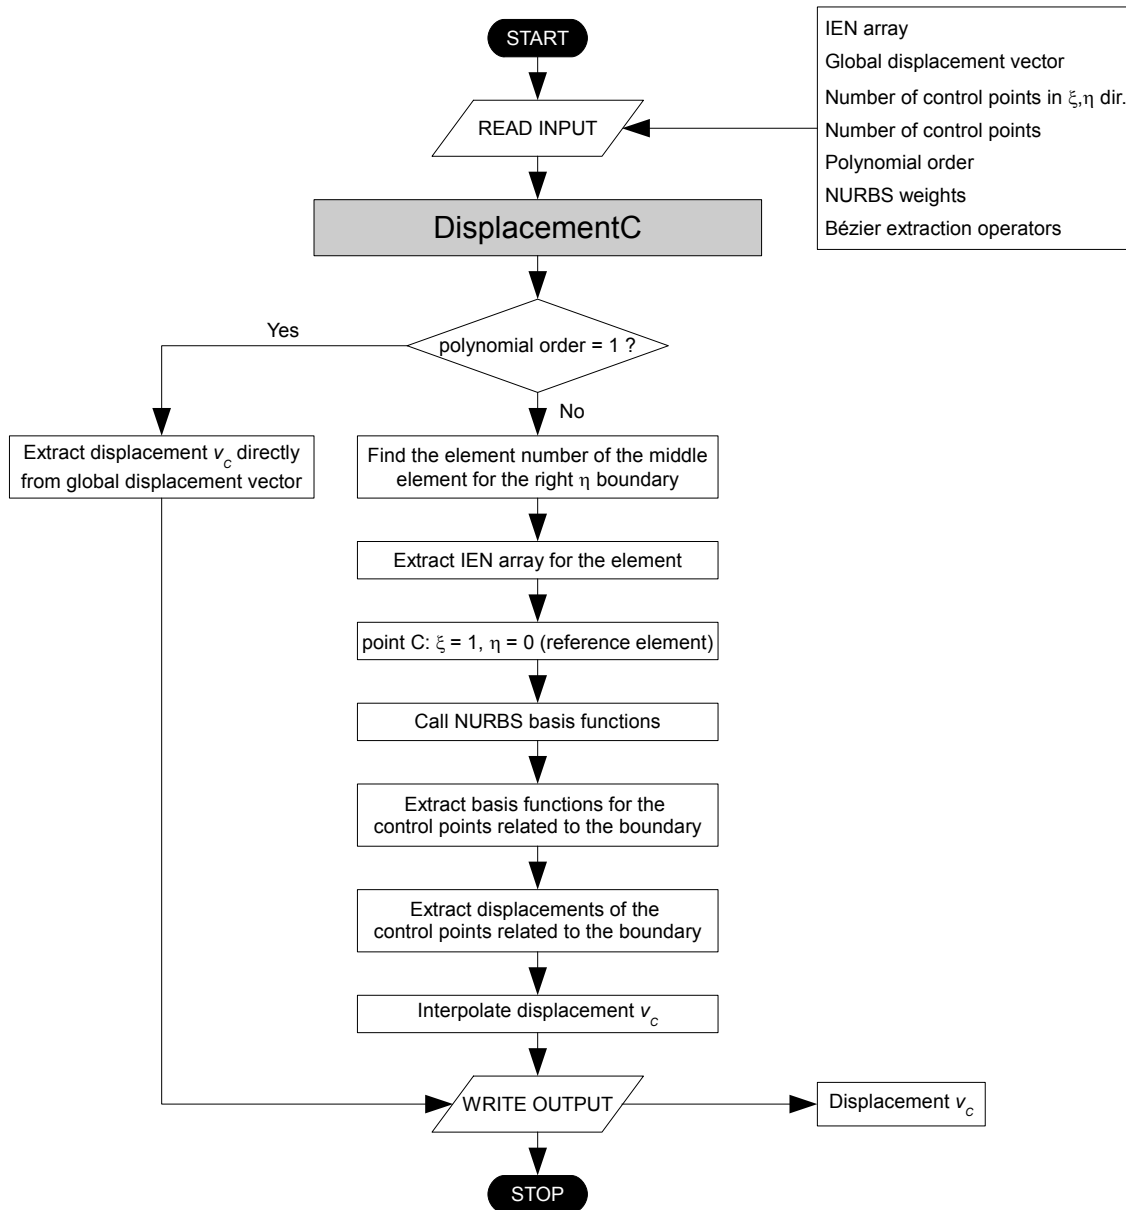 START
READ INPUT
IEN array
Global displacement vector
Number of control points in ξ,η dir.
Number of control points
Polynomial order
NURBS weights
Bézier extraction operators
DisplacementC
polynomial order = 1 ?
Yes
No
Extract displacement v_C directly
from global displacement vector
Find the element number of the middle
element for the right η boundary
Extract IEN array for the element
point C: ξ = 1, η = 0 (reference element)
Call NURBS basis functions
Extract basis functions for the
control points related to the boundary
Extract displacements of the
control points related to the boundary
Interpolate displacement v_C
WRITE OUTPUT
Displacement v_C
STOP